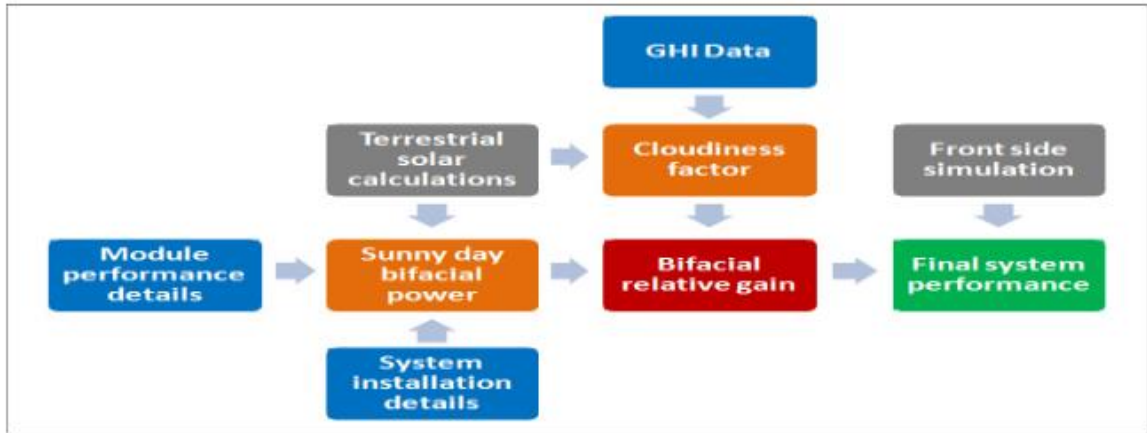 GHI Data
Terrestrial
solar
calculations
Cloudiness
factor
Front side
simulation
Module
performance
details
Sunny day
bifacial
power
Bifacial
relative gain
Final system
performance
System
installation
details